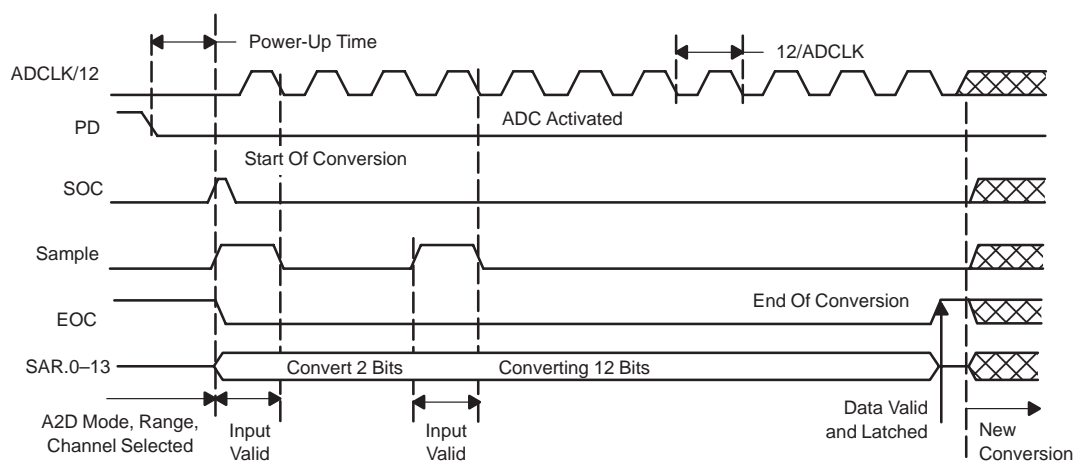 Power-Up Time
12/ADCLK
ADCLK/12
PD
ADC Activated
Start Of Conversion
SOC
Sample
End Of Conversion
EOC
SAR.0–13
Convert 2 Bits
Converting 12 Bits
A2D Mode, Range,
Channel Selected
Input
Valid
Input
Valid
Data Valid
and Latched
New
Conversion